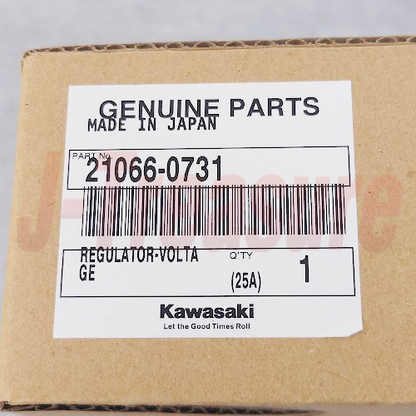 GENUINE PARTS
MADE IN JAPAN
PART No.
21066-0731
REGULATOR-VOLTA
GE
Q'TY
(25A)
1
Kawasaki
Let the Good Times Roll
J-Treasure